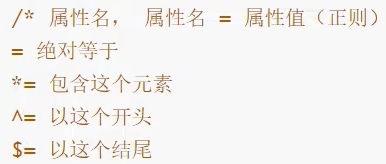 /* 属性名， 属性名 = 属性值（正则）
= 绝对等于
*= 包含这个元素
^= 以这个开头
$= 以这个结尾